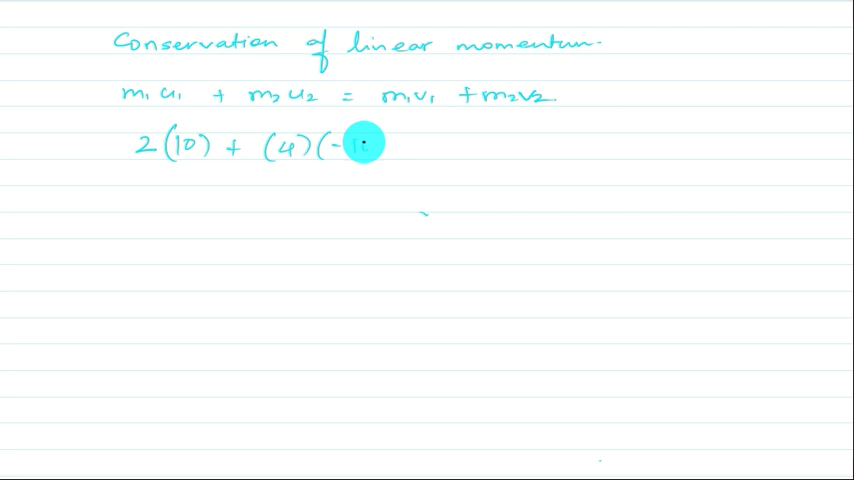 Conservation of linear momentum.
m₁u₁ + m₂u₂ = m₁v₁ + m₂v₂.
2(10) + (4)(-